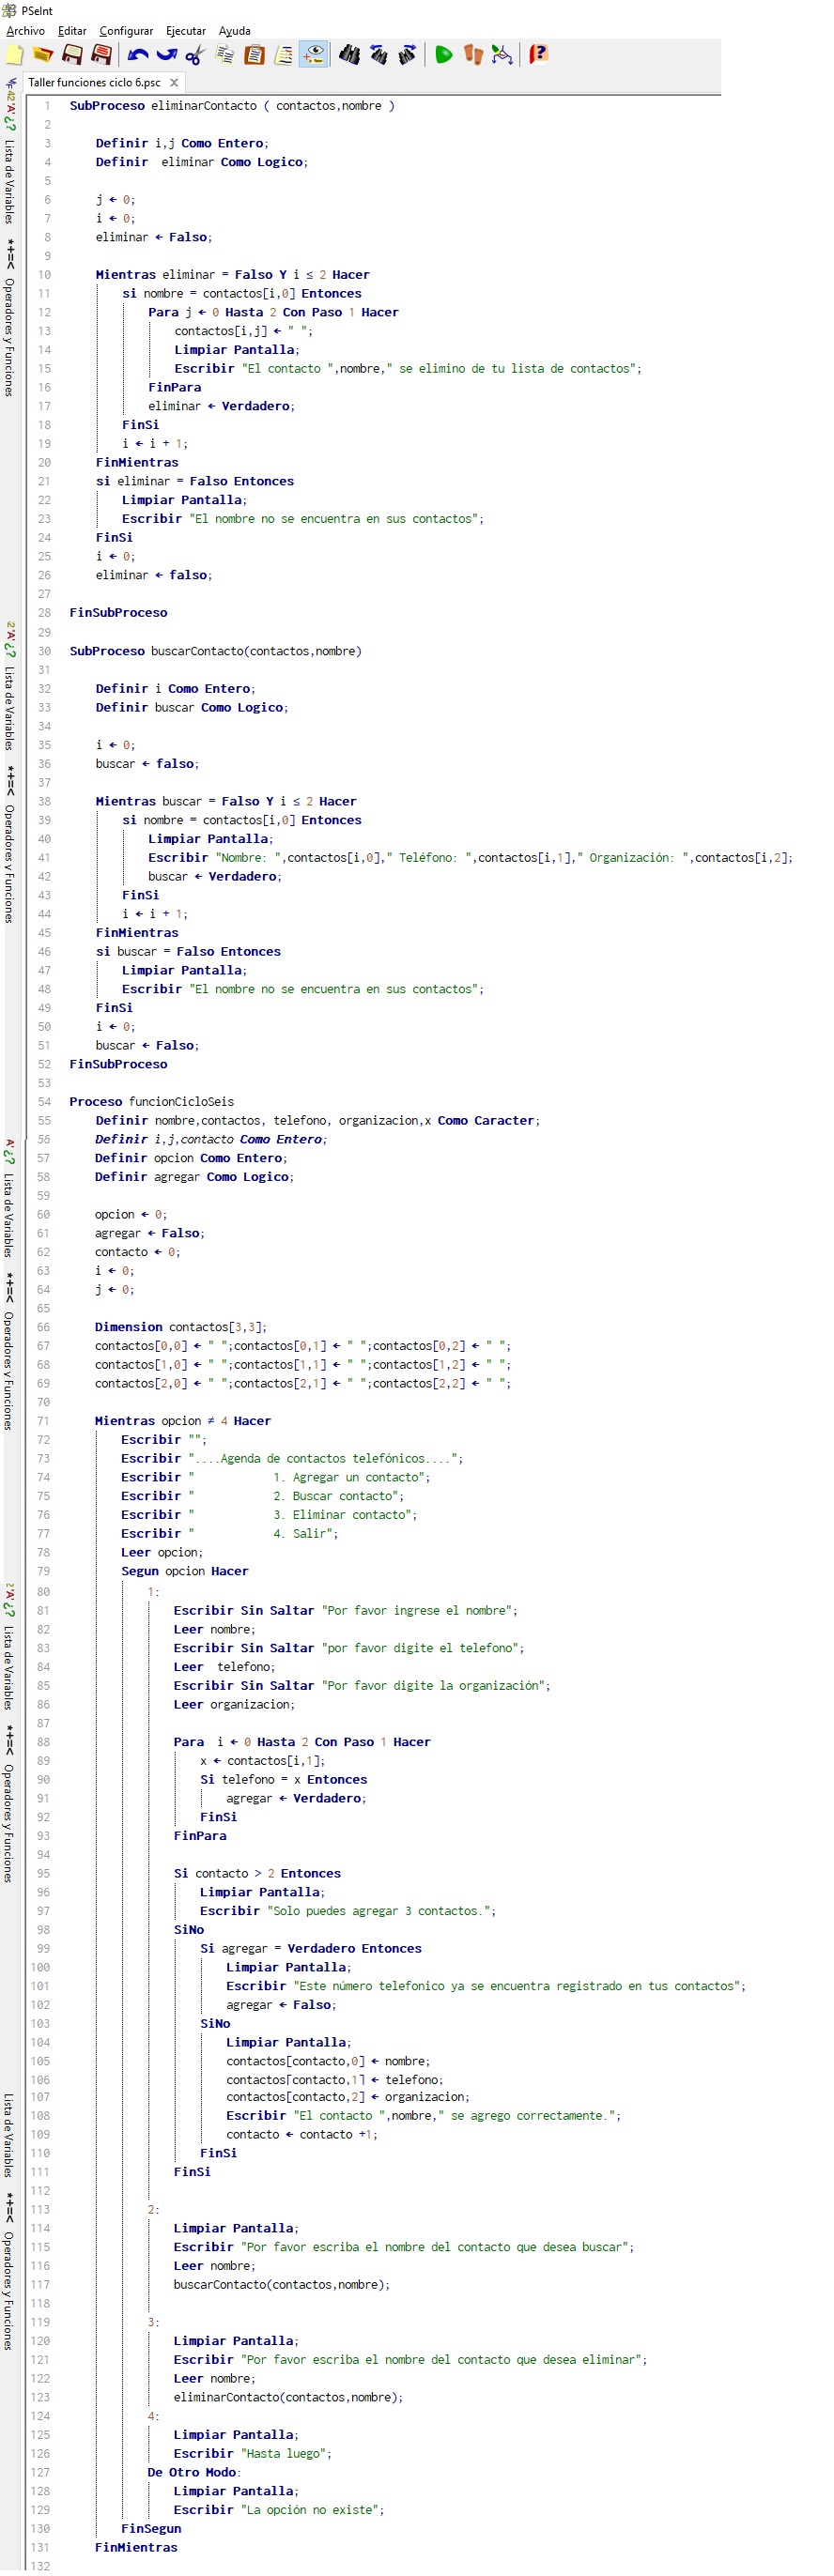 PSeInt
Archivo Editar Configurar Ejecutar Ayuda
Taller funciones ciclo 6.psc ×
Lista de Variables
*+=< Operadores y Funciones
Lista de Variables
*+=< Operadores y Funciones
Lista de Variables
*+=< Operadores y Funciones
Lista de Variables
*+=< Operadores y Funciones
Lista de Variables
*+=< Operadores y Funciones
1 SubProceso eliminarContacto ( contactos,nombre )
2
3 Definir i,j Como Entero;
4 Definir eliminar Como Logico;
5
6 j ← 0;
7 i ← 0;
8 eliminar ← Falso;
9
10 Mientras eliminar = Falso Y i ≤ 2 Hacer
11 si nombre = contactos[i,0] Entonces
12 Para j ← 0 Hasta 2 Con Paso 1 Hacer
13 contactos[i,j] ← " ";
14 Limpiar Pantalla;
15 Escribir "El contacto ",nombre," se elimino de tu lista de contactos";
16 FinPara
17 eliminar ← Verdadero;
18 FinSi
19 i ← i + 1;
20 FinMientras
21 si eliminar = Falso Entonces
22 Limpiar Pantalla;
23 Escribir "El nombre no se encuentra en sus contactos";
24 FinSi
25 i ← 0;
26 eliminar ← falso;
27
28 FinSubProceso
29
30 SubProceso buscarContacto(contactos,nombre)
31
32 Definir i Como Entero;
33 Definir buscar Como Logico;
34
35 i ← 0;
36 buscar ← falso;
37
38 Mientras buscar = Falso Y i ≤ 2 Hacer
39 si nombre = contactos[i,0] Entonces
40 Limpiar Pantalla;
41 Escribir "Nombre: ",contactos[i,0]," Teléfono: ",contactos[i,1]," Organización: ",contactos[i,2];
42 buscar ← Verdadero;
43 FinSi
44 i ← i + 1;
45 FinMientras
46 si buscar = Falso Entonces
47 Limpiar Pantalla;
48 Escribir "El nombre no se encuentra en sus contactos";
49 FinSi
50 i ← 0;
51 buscar ← Falso;
52 FinSubProceso
53
54 Proceso funcionCicloSeis
55 Definir nombre,contactos, telefono, organizacion,x Como Caracter;
56 Definir i,j,contacto Como Entero;
57 Definir opcion Como Entero;
58 Definir agregar Como Logico;
59
60 opcion ← 0;
61 agregar ← Falso;
62 contacto ← 0;
63 i ← 0;
64 j ← 0;
65
66 Dimension contactos[3,3];
67 contactos[0,0] ← " ";contactos[0,1] ← " ";contactos[0,2] ← " ";
68 contactos[1,0] ← " ";contactos[1,1] ← " ";contactos[1,2] ← " ";
69 contactos[2,0] ← " ";contactos[2,1] ← " ";contactos[2,2] ← " ";
70
71 Mientras opcion ≠ 4 Hacer
72 Escribir "";
73 Escribir "....Agenda de contactos telefónicos....";
74 Escribir " 1. Agregar un contacto";
75 Escribir " 2. Buscar contacto";
76 Escribir " 3. Eliminar contacto";
77 Escribir " 4. Salir";
78 Leer opcion;
79 Segun opcion Hacer
80 1:
81 Escribir Sin Saltar "Por favor ingrese el nombre";
82 Leer nombre;
83 Escribir Sin Saltar "por favor digite el telefono";
84 Leer telefono;
85 Escribir Sin Saltar "Por favor digite la organización";
86 Leer organizacion;
87
88 Para i ← 0 Hasta 2 Con Paso 1 Hacer
89 x ← contactos[i,1];
90 Si telefono = x Entonces
91 agregar ← Verdadero;
92 FinSi
93 FinPara
94
95 Si contacto > 2 Entonces
96 Limpiar Pantalla;
97 Escribir "Solo puedes agregar 3 contactos.";
98 SiNo
99 Si agregar = Verdadero Entonces
100 Limpiar Pantalla;
101 Escribir "Este número telefonico ya se encuentra registrado en tus contactos";
102 agregar ← Falso;
103 SiNo
104 Limpiar Pantalla;
105 contactos[contacto,0] ← nombre;
106 contactos[contacto,1] ← telefono;
107 contactos[contacto,2] ← organizacion;
108 Escribir "El contacto ",nombre," se agrego correctamente.";
109 contacto ← contacto +1;
110 FinSi
111 FinSi
112
113 2:
114 Limpiar Pantalla;
115 Escribir "Por favor escriba el nombre del contacto que desea buscar";
116 Leer nombre;
117 buscarContacto(contactos,nombre);
118
119 3:
120 Limpiar Pantalla;
121 Escribir "Por favor escriba el nombre del contacto que desea eliminar";
122 Leer nombre;
123 eliminarContacto(contactos,nombre);
124 4:
125 Limpiar Pantalla;
126 Escribir "Hasta luego";
127 De Otro Modo:
128 Limpiar Pantalla;
129 Escribir "La opción no existe";
130 FinSegun
131 FinMientras
132